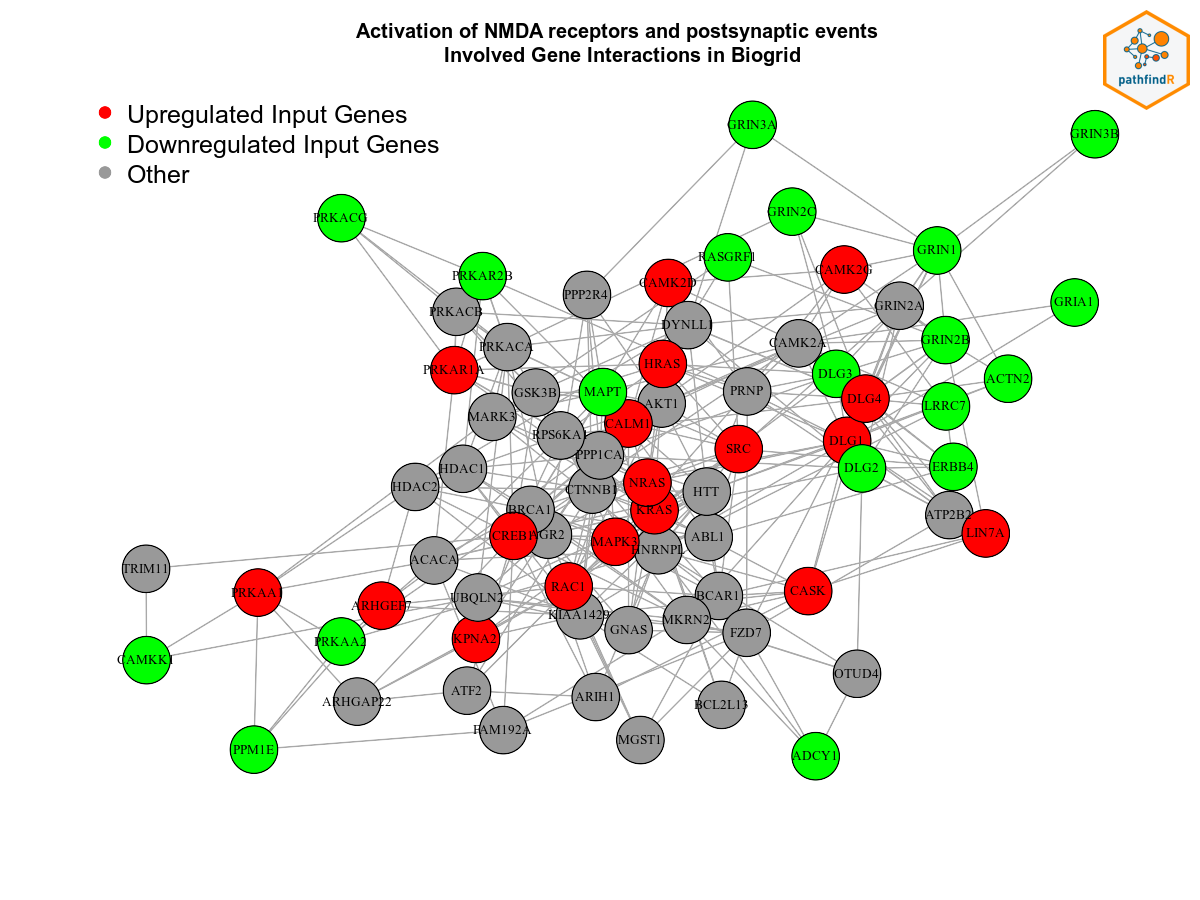 Activation of NMDA receptors and postsynaptic events
Involved Gene Interactions in Biogrid
pathfindR
Upregulated Input Genes
Downregulated Input Genes
Other
GRIN3A
GRIN3B
PRKACG
GRIN2C
GRIN1
RASGRF1
CAMK2G
PRKAR2B
CAMK2D
PPP2R4
GRIA1
GRIN2A
PRKACB
DYNLL1
GRIN2B
CAMK2A
PRKACA
HRAS
PRKAR1A
DLG3
ACTN2
GSK3B
MAPT
PRNP
DLG4
AKT1
LRRC7
MARK3
CALM1
RPS6KA1
DLG1
SRC
PPP1CA
HDAC1
DLG2
ERBB4
HDAC2
NRAS
CTNNB1
HTT
BRCA1
KRAS
ATP2B2
CREB1
AGR2
LIN7A
ABL1
MAPK3
HNRNPL
ACACA
TRIM11
RAC1
PRKAA1
CASK
BCAR1
UBQLN2
ARHGEF7
KIAA1429
MKRN2
GNAS
FZD7
KPNA2
PRKAA2
CAMKK1
OTUD4
ATF2
ARIH1
ARHGAP22
BCL2L13
FAM192A
MGST1
PPM1E
ADCY1